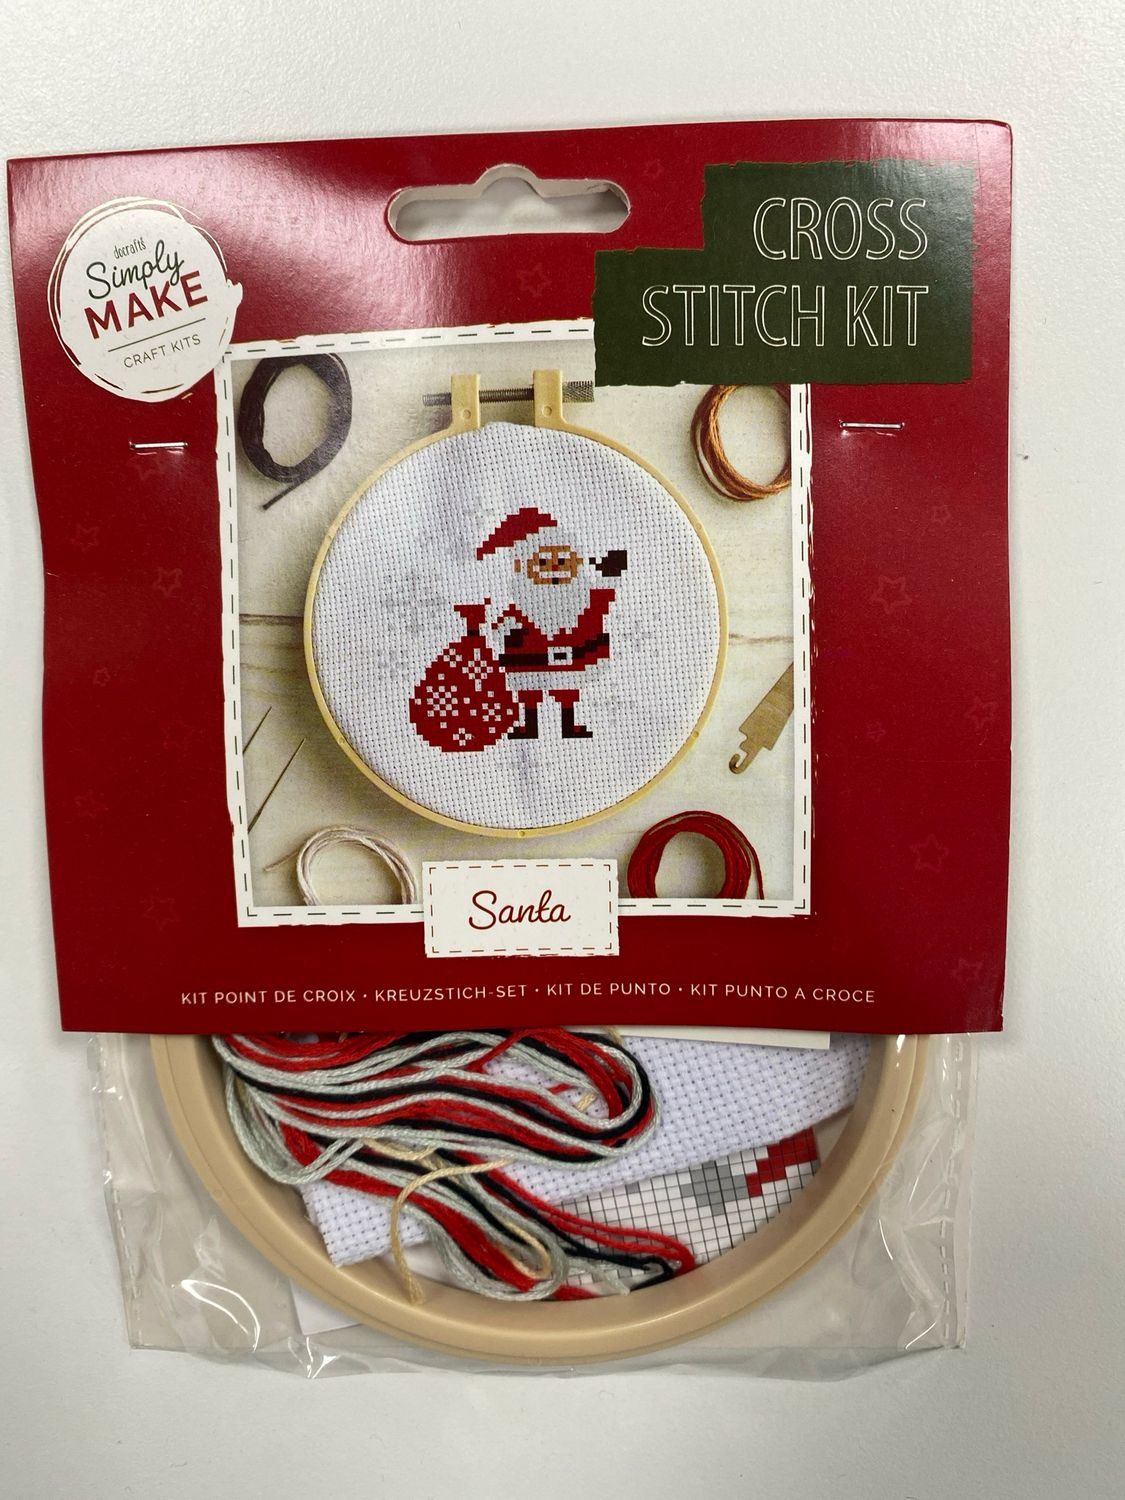 docrafts
Simply
MAKE
CRAFT KITS
CROSS
STITCH KIT
Santa
KIT POINT DE CROIX • KREUZSTICH-SET • KIT DE PUNTO • KIT PUNTO A CROCE